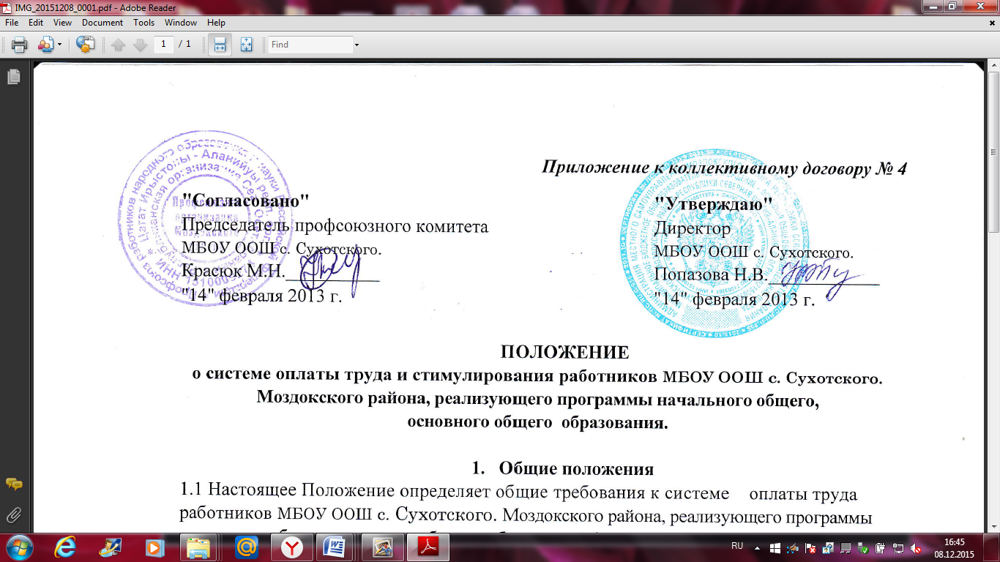 IMG_20151208_0001.pdf - Adobe Reader
File Edit View Document Tools Window Help
1 / 1 Find
Приложение к коллективному договору № 4
"Согласовано"
Председатель профсоюзного комитета
МБОУ ООШ с. Сухотского.
Красюк М.Н.
"14" февраля 2013 г.
"Утверждаю"
Директор
МБОУ ООШ с. Сухотского.
Попазова Н.В.
"14" февраля 2013 г.
ПОЛОЖЕНИЕ
о системе оплаты труда и стимулирования работников МБОУ ООШ с. Сухотского.
Моздокского района, реализующего программы начального общего,
основного общего образования.
1. Общие положения
1.1 Настоящее Положение определяет общие требования к системе оплаты труда
работников МБОУ ООШ с. Сухотского. Моздокского района, реализующего программы
RU
16:45
08.12.2015